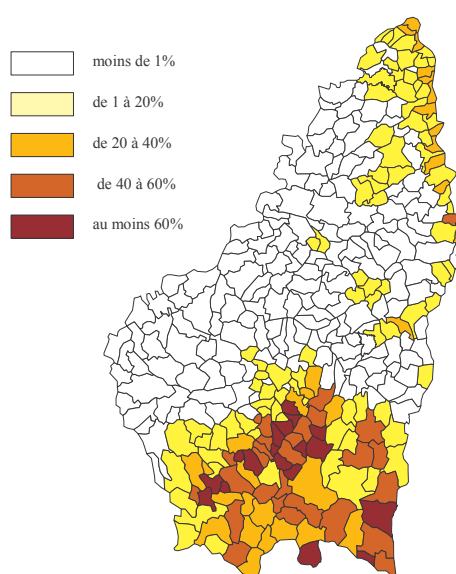 moins de 1%
de 1 à 20%
de 20 à 40%
de 40 à 60%
au moins 60%